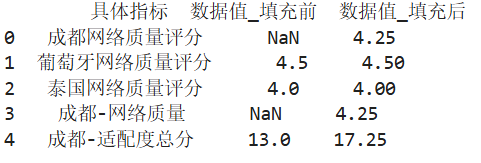 具体指标 数据值_填充前 数据值_填充后
0 成都网络质量评分 NaN 4.25
1 葡萄牙网络质量评分 4.5 4.50
2 泰国网络质量评分 4.0 4.00
3 成都-网络质量 NaN 4.25
4 成都-适配度总分 13.0 17.25